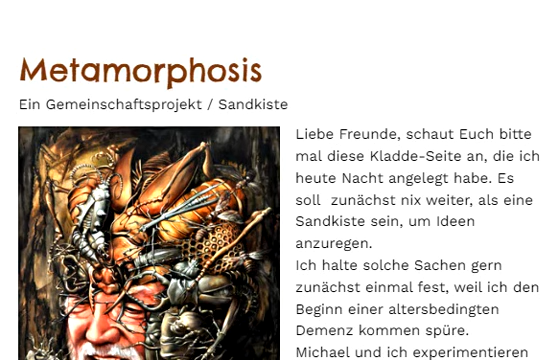 Metamorphosis
Ein Gemeinschaftsprojekt / Sandkiste
Liebe Freunde, schaut Euch bitte
mal diese Kladde-Seite an, die ich
heute Nacht angelegt habe. Es
soll  zunächst nix weiter, als eine
Sandkiste sein, um Ideen
anzuregen.
Ich halte solche Sachen gern
zunächst einmal fest, weil ich den
Beginn einer altersbedingten
Demenz kommen spüre.
Michael und ich experimentieren